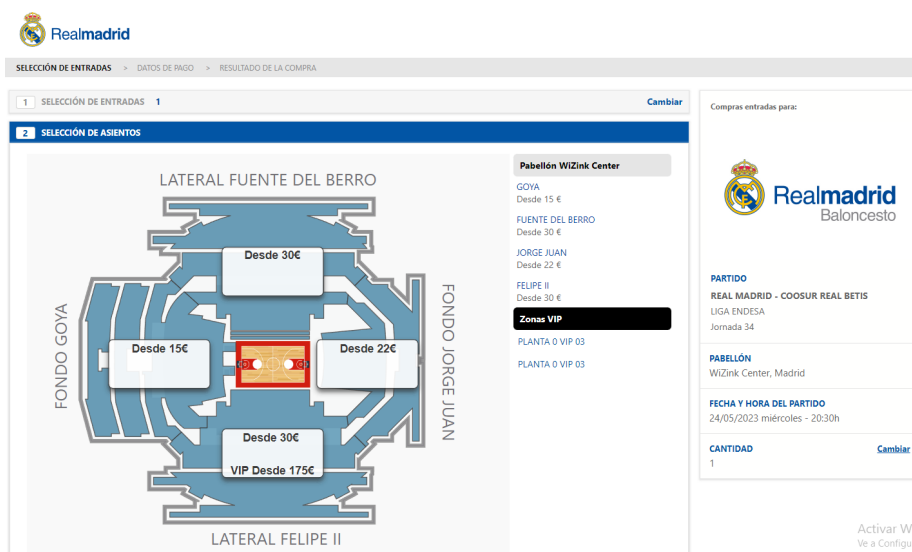 Realmadrid
SELECCIÓN DE ENTRADAS > DATOS DE PAGO > RESULTADO DE LA COMPRA
1 SELECCIÓN DE ENTRADAS 1 Cambiar
2 SELECCIÓN DE ASIENTOS
LATERAL FUENTE DEL BERRO
Desde 30€
FONDO GOYA
Desde 15€
Desde 22€
FONDO JORGE JUAN
Desde 30€
VIP Desde 175€
LATERAL FELIPE II
Pabellón WiZink Center
GOYA
Desde 15 €
FUENTE DEL BERRO
Desde 30 €
JORGE JUAN
Desde 22 €
FELIPE II
Desde 30 €
Zonas VIP
PLANTA 0 VIP 03
PLANTA 0 VIP 03
Compras entradas para:
Realmadrid
Baloncesto
PARTIDO
REAL MADRID - COOSUR REAL BETIS
LIGA ENDESA
Jornada 34
PABELLÓN
WiZink Center, Madrid
FECHA Y HORA DEL PARTIDO
24/05/2023 miércoles - 20:30h
CANTIDAD Cambiar
1
Activar W
Ve a Configu